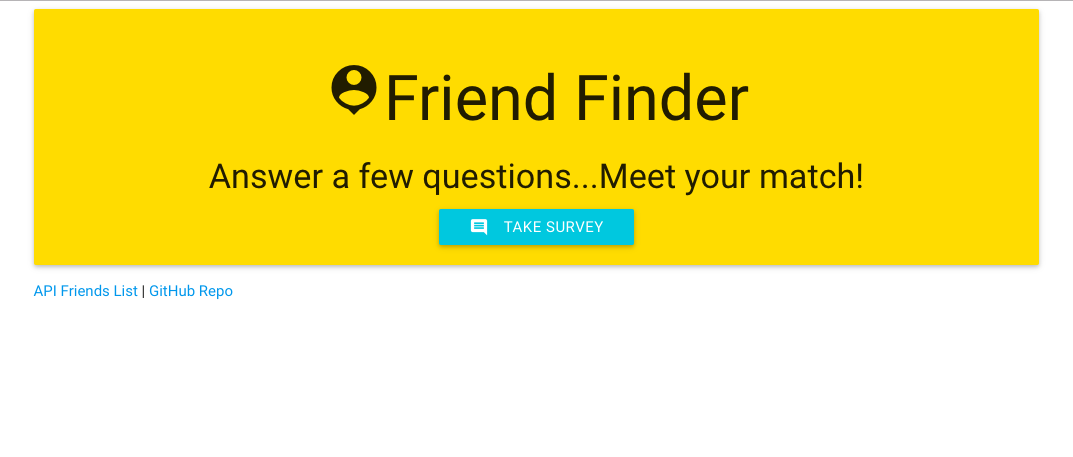 Friend Finder
Answer a few questions...Meet your match!
TAKE SURVEY
API Friends List | GitHub Repo